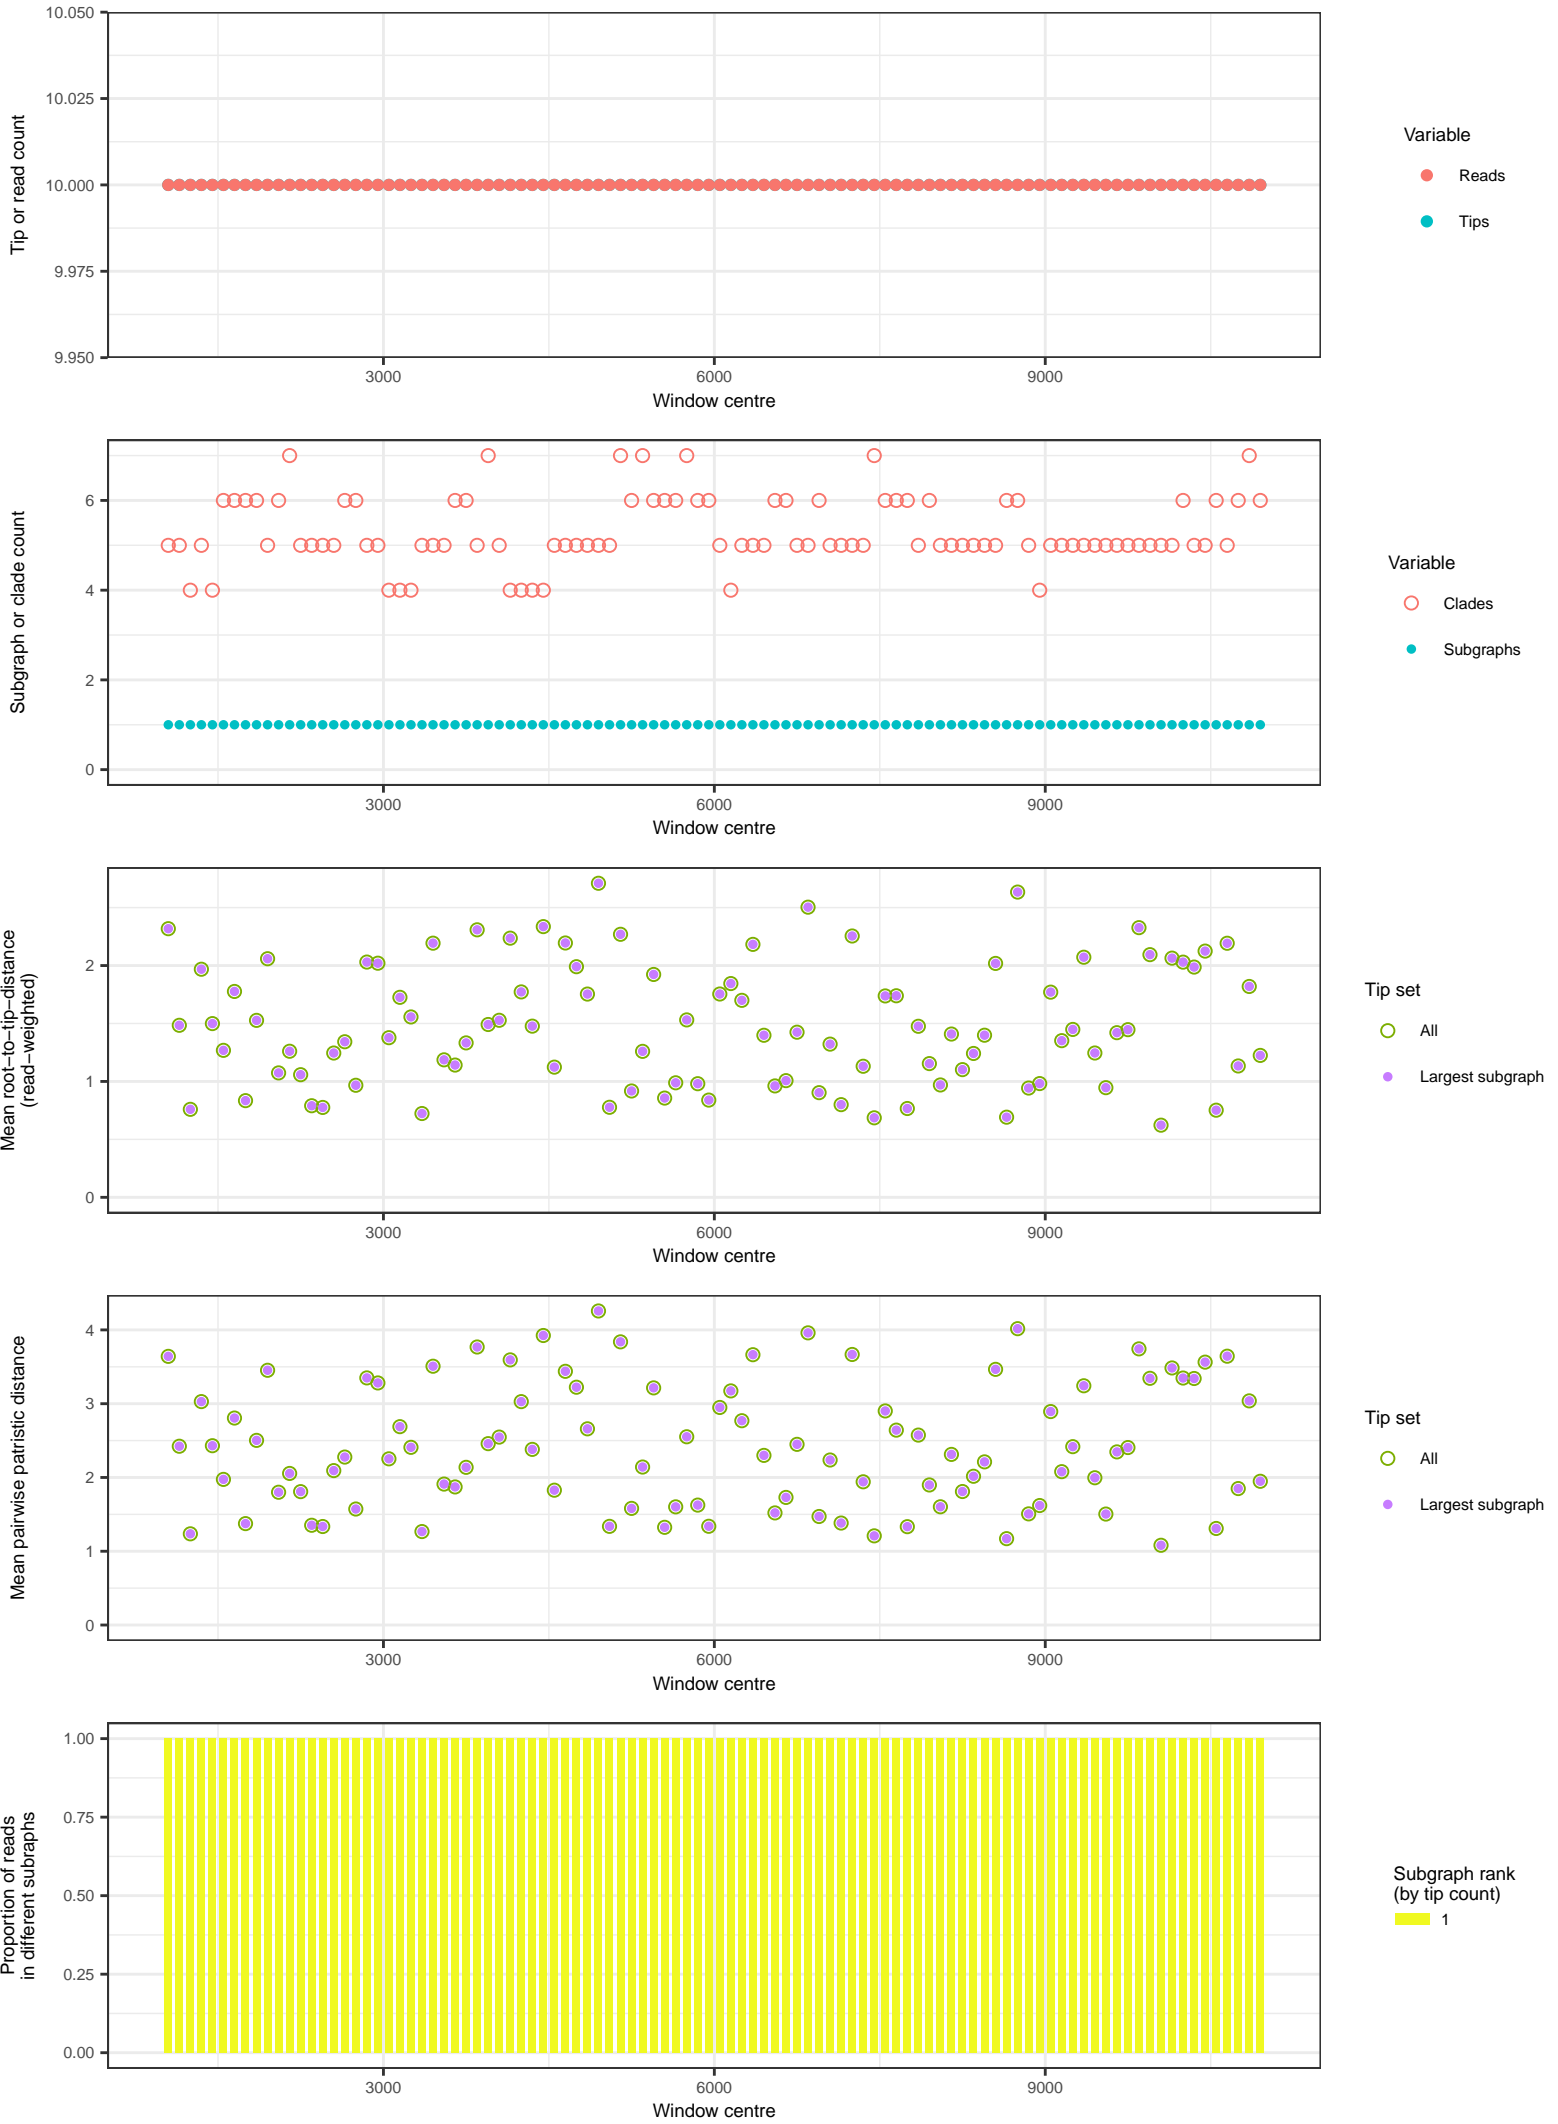 10.050
10.025
10.000
9.975
9.950
Tip or read count
3000
6000
9000
Window centre
Variable
Reads
Tips
6
4
2
0
Subgraph or clade count
3000
6000
9000
Window centre
Variable
Clades
Subgraphs
2
1
0
Mean root−to−tip−distance
(read−weighted)
3000
6000
9000
Window centre
Tip set
All
Largest subgraph
4
3
2
1
0
Mean pairwise patristic distance
3000
6000
9000
Window centre
Tip set
All
Largest subgraph
1.00
0.75
0.50
0.25
0.00
Proportion of reads
in different subraphs
3000
6000
9000
Window centre
Subgraph rank
(by tip count)
1